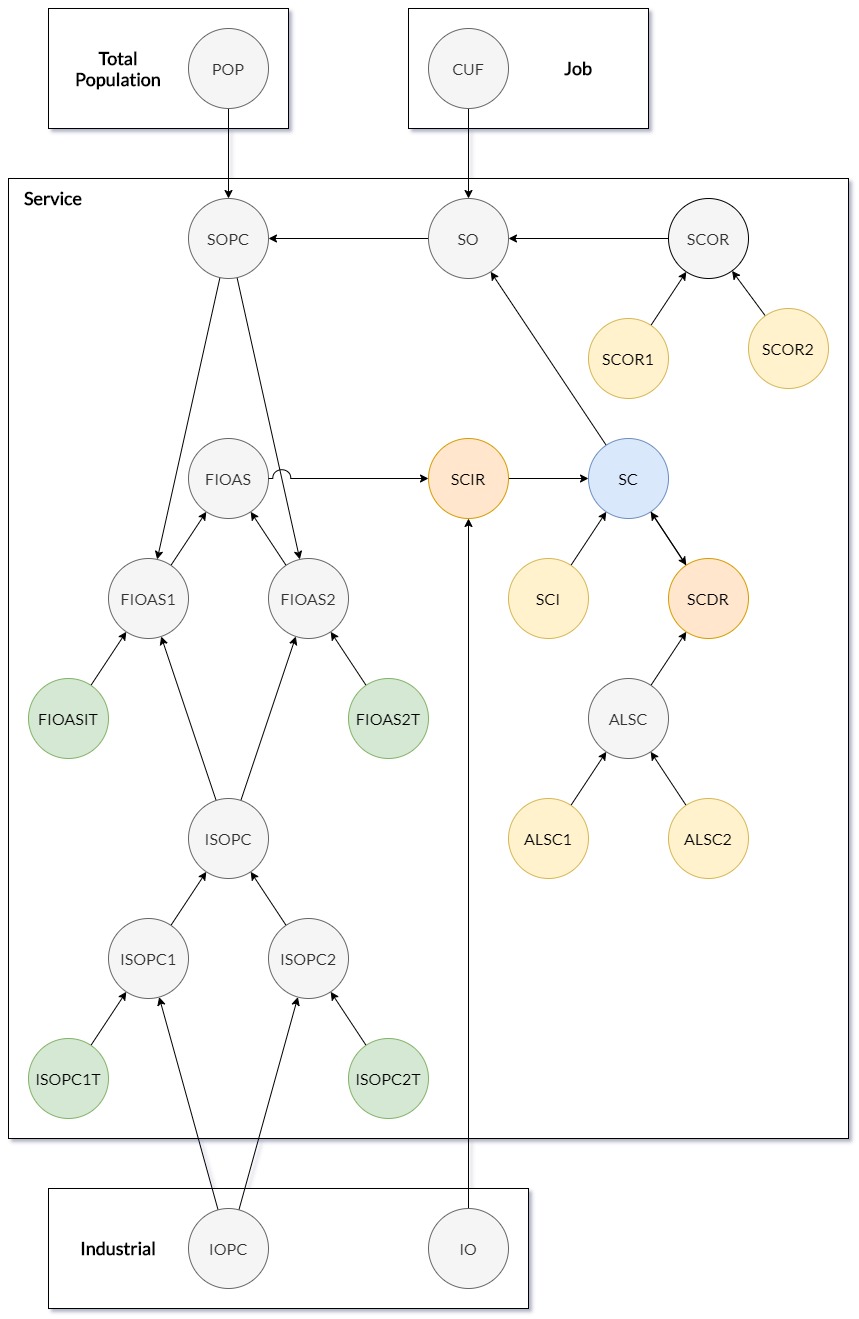 Total
Population
POP
CUF
Job
Service
SOPC
SO
SCOR
SCOR1
SCOR2
FIOAS
SCIR
SC
FIOAS1
FIOAS2
SCI
SCDR
FIOASIT
FIOAS2T
ALSC
ISOPC
ALSC1
ALSC2
ISOPC1
ISOPC2
ISOPC1T
ISOPC2T
Industrial
IOPC
IO